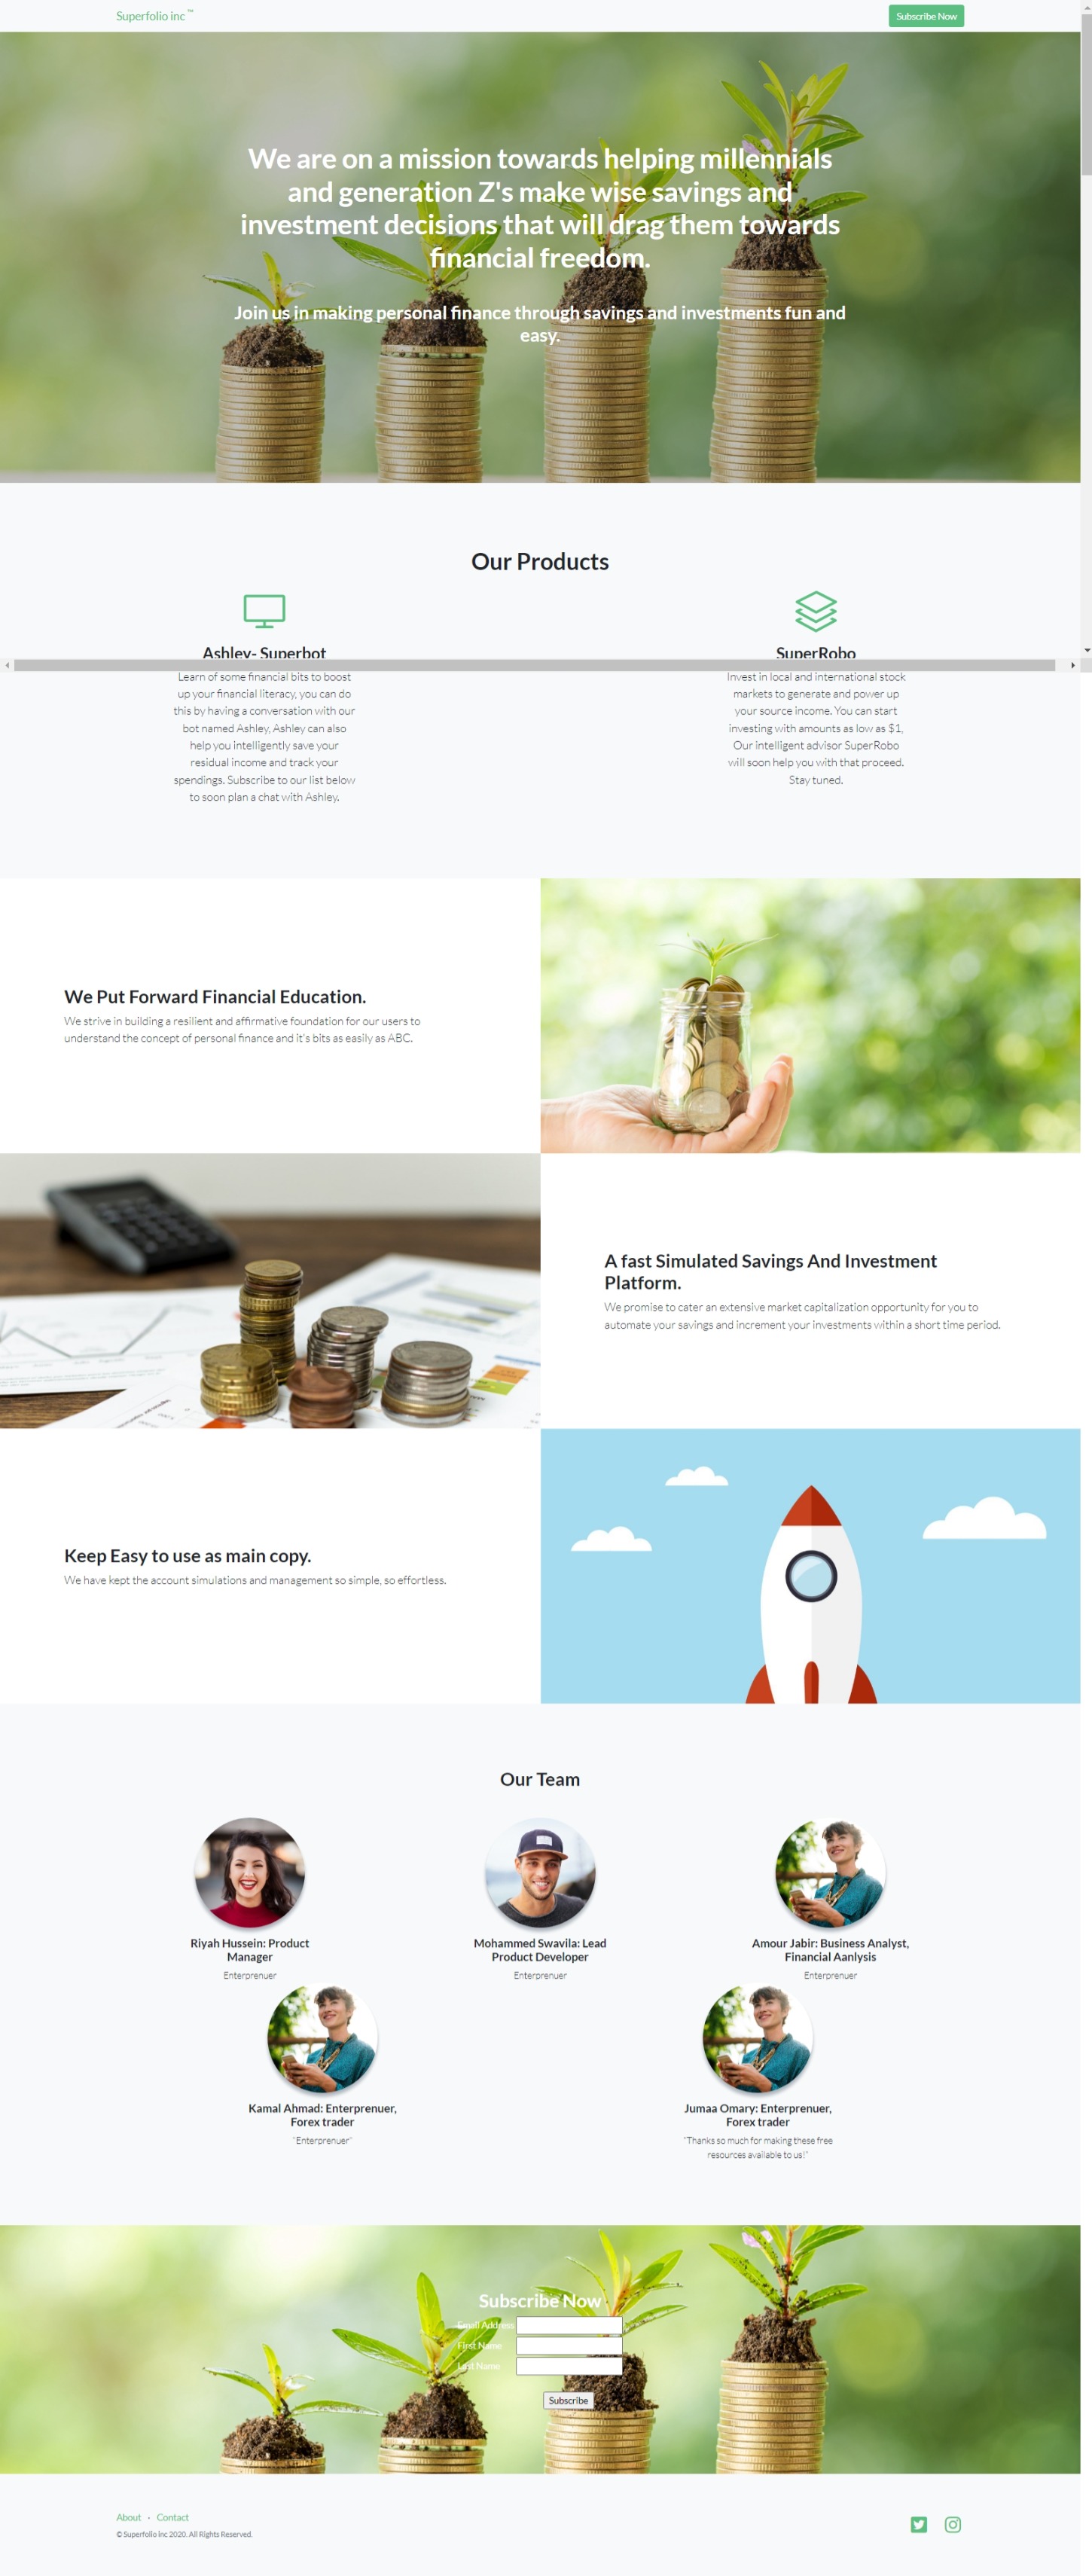 Superfolio inc ™
Subscribe Now
We are on a mission towards helping millennials
and generation Z's make wise savings and
investment decisions that will drag them towards
financial freedom.
Join us in making personal finance through savings and investments fun and
easy.
Our Products
Ashley- Superbot
Learn of some financial bits to boost
up your financial literacy, you can do
this by having a conversation with our
bot named Ashley, Ashley can also
help you intelligently save your
residual income and track your
spendings. Subscribe to our list below
to soon plan a chat with Ashley.
SuperRobo
Invest in local and international stock
markets to generate and power up
your source income. You can start
investing with amounts as low as $1,
Our intelligent advisor SuperRobo
will soon help you with that proceed.
Stay tuned.
We Put Forward Financial Education.
We strive in building a resilient and affirmative foundation for our users to
understand the concept of personal finance and it's bits as easily as ABC.
A fast Simulated Savings And Investment
Platform.
We promise to cater an extensive market capitalization opportunity for you to
automate your savings and increment your investments within a short time period.
Keep Easy to use as main copy.
We have kept the account simulations and management so simple, so effortless.
Our Team
Riyah Hussein: Product
Manager
Enterprenuer
Mohammed Swavila: Lead
Product Developer
Enterprenuer
Amour Jabir: Business Analyst,
Financial Aanlysis
Enterprenuer
Kamal Ahmad: Enterprenuer,
Forex trader
"Enterprenuer"
Jumaa Omary: Enterprenuer,
Forex trader
"Thanks so much for making these free
resources available to us!"
Subscribe Now
Email Address
First Name
Last Name
Subscribe
About · Contact
© Superfolio Inc 2020. All Rights Reserved.